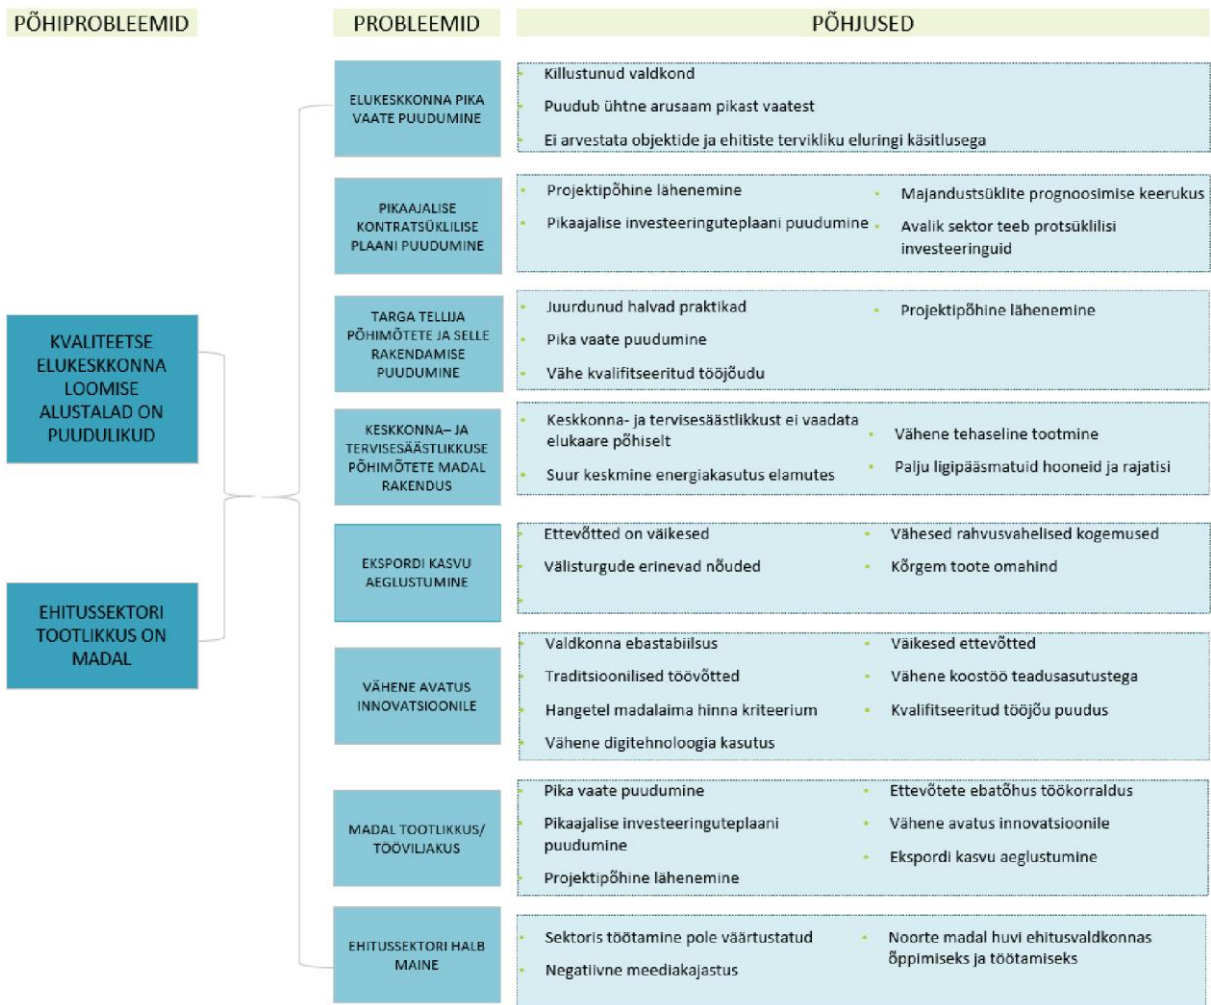 PÕHIPROBLEEMID
PROBLEEMID
PÕHJUSED
KVALITEETSE
ELUKESKKONNA
LOOMISE
ALUSTALAD ON
PUUDULIKUD
EHITUSSEKTORI
TOOTLIKKUS ON
MADAL
ELUKESKKONNA PIKA
VAATE PUUDUMINE
Killustunud valdkond
Puudub ühtne arusaam pikast vaatest
Ei arvestata objektide ja ehitiste tervikliku eluringi käsitlusega
PIKAAJALISE
KONTRATSÜKLILISE
PLAANI PUUDUMINE
Projektipõhine lähenemine
Pikaajalise investeeringuteplaani puudumine
Majandustsüklite prognoosimise keerukus
Avalik sektor teeb protsüklilisi
investeeringuid
TARGA TELLIJA
PÕHIMÕTETE JA SELLE
RAKENDAMISE
PUUDUMINE
Juurdunud halvad praktikad
Pika vaate puudumine
Vähe kvalifitseeritud tööjõudu
Projektipõhine lähenemine
KESKKONNA– JA
TERVISESÄÄSTLIKKUSE
PÕHIMÕTETE MADAL
RAKENDUS
Keskkonna- ja tervisesäästlikkust ei vaadata
elukaare põhiselt
Suur keskmine energiakasutus elamutes
Vähene tehaseline tootmine
Palju ligipääsmatuid hooneid ja rajatisi
EKSPORDI KASVU
AEGLUSTUMINE
Ettevõtted on väikesed
Välisturgude erinevad nõuded
Vähesed rahvusvahelised kogemused
Kõrgem toote omahind
VÄHENE AVATUS
INNOVATSIOONILE
Valdkonna ebastabiilsus
Traditsioonilised töövõtted
Hangetel madalaima hinna kriteerium
Vähene digitehnoloogia kasutus
Väikesed ettevõtted
Vähene koostöö teadusasutustega
Kvalifitseeritud tööjõu puudus
MADAL TOOTLIKKUS/
TÖÖVILJAKUS
Pika vaate puudumine
Pikaajalise investeeringuteplaani
puudumine
Projektipõhine lähenemine
Ettevõtete ebatõhus töökorraldus
Vähene avatus innovatsioonile
Ekspordi kasvu aeglustumine
EHITUSSEKTORI HALB
MAINE
Sektoris töötamine pole väärtustatud
Negatiivne meediakajastus
Noorte madal huvi ehitusvaldkonnas
õppimiseks ja töötamiseks